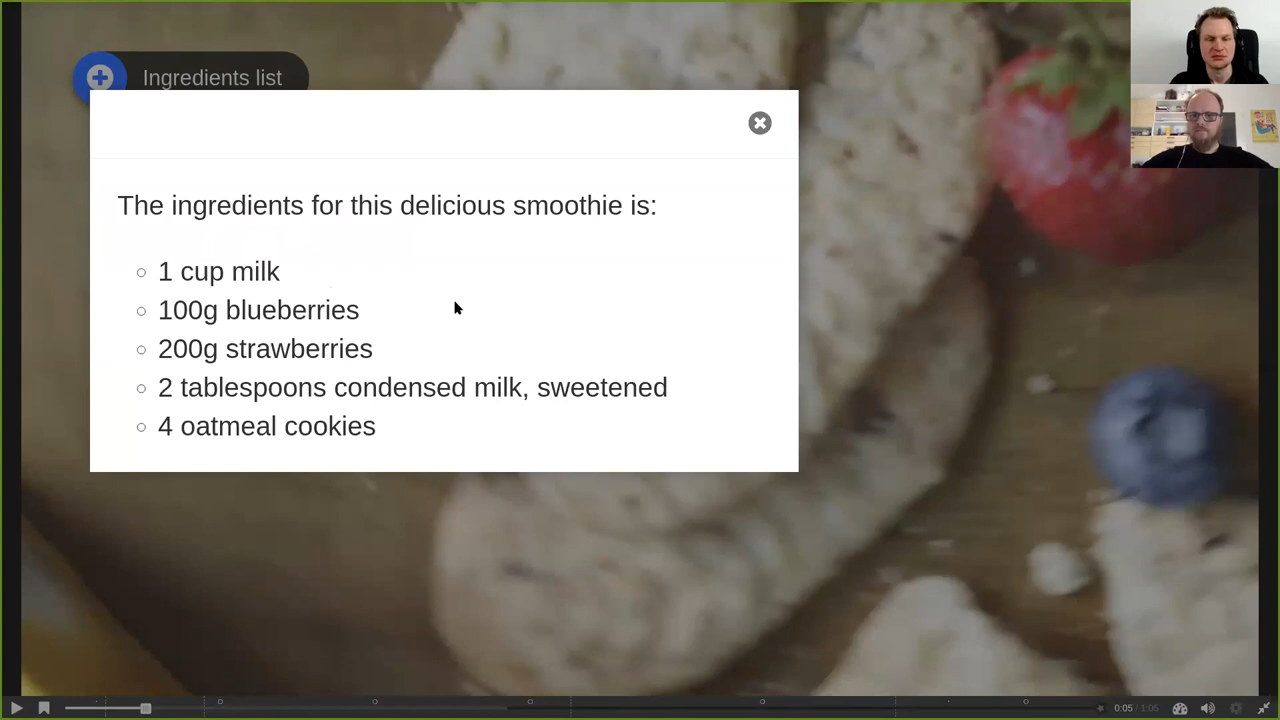 Ingredients list
The ingredients for this delicious smoothie is:
1 cup milk
100g blueberries
200g strawberries
2 tablespoons condensed milk, sweetened
4 oatmeal cookies
0:05 / 1:05